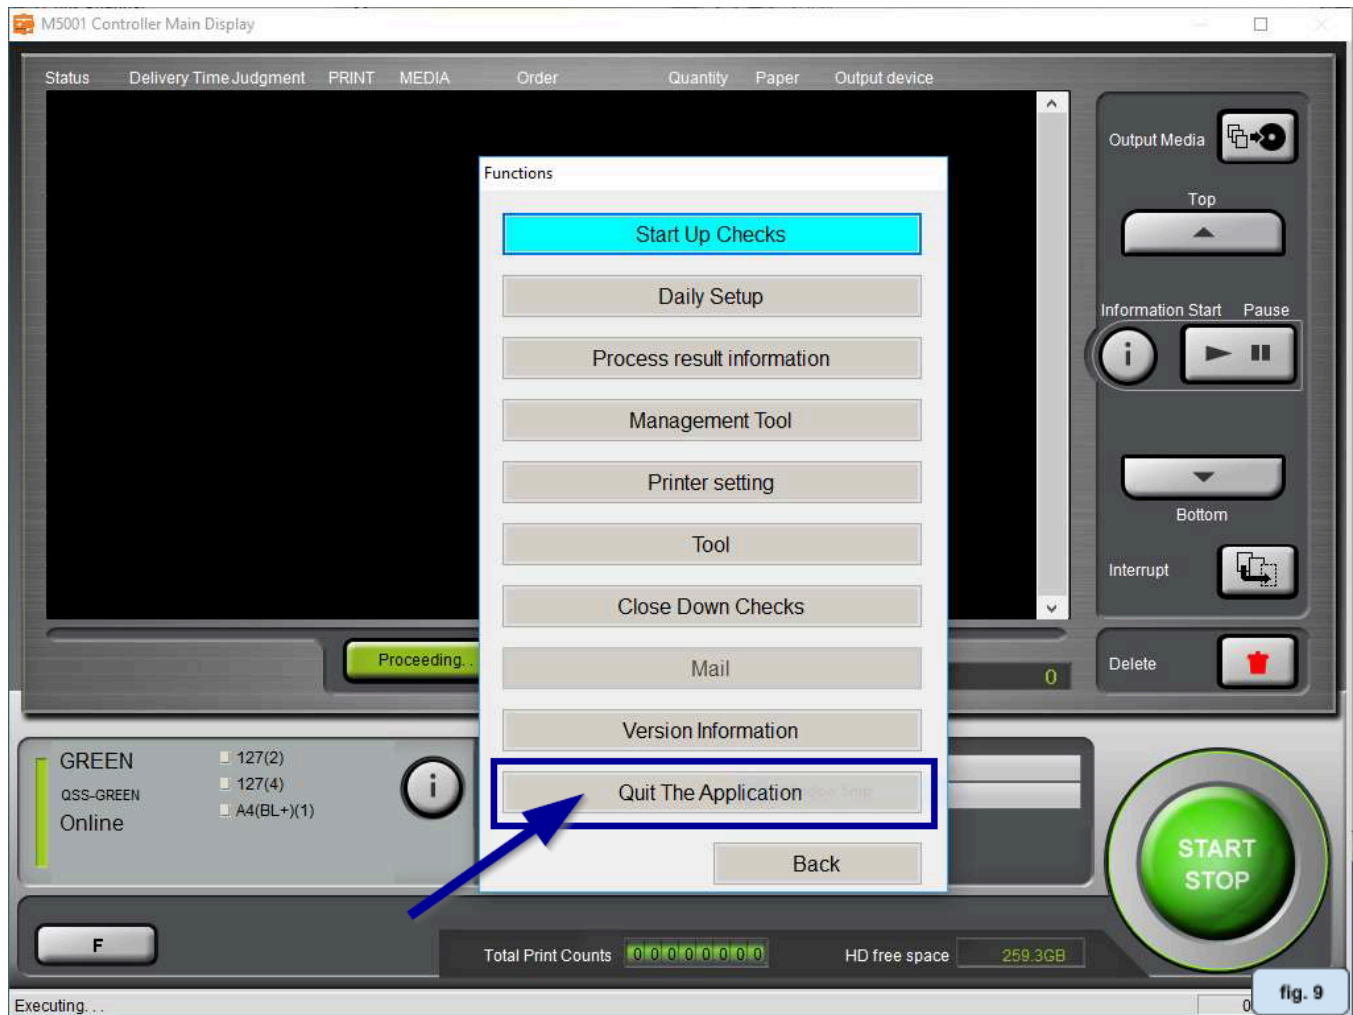 M5001 Controller Main Display
Status Delivery Time Judgment PRINT MEDIA Order Quantity Paper Output device
Output Media
Top
Information Start Pause
Bottom
Interrupt
Delete
Functions
Start Up Checks
Daily Setup
Process result information
Management Tool
Printer setting
Tool
Close Down Checks
Mail
Version Information
Quit The Application
Back
Proceeding. .
0
GREEN
QSS-GREEN
Online
127(2)
127(4)
A4(BL+)(1)
i
i
START
STOP
F
Total Print Counts 00000000
HD free space 259.3GB
Executing. . .
0
fig. 9